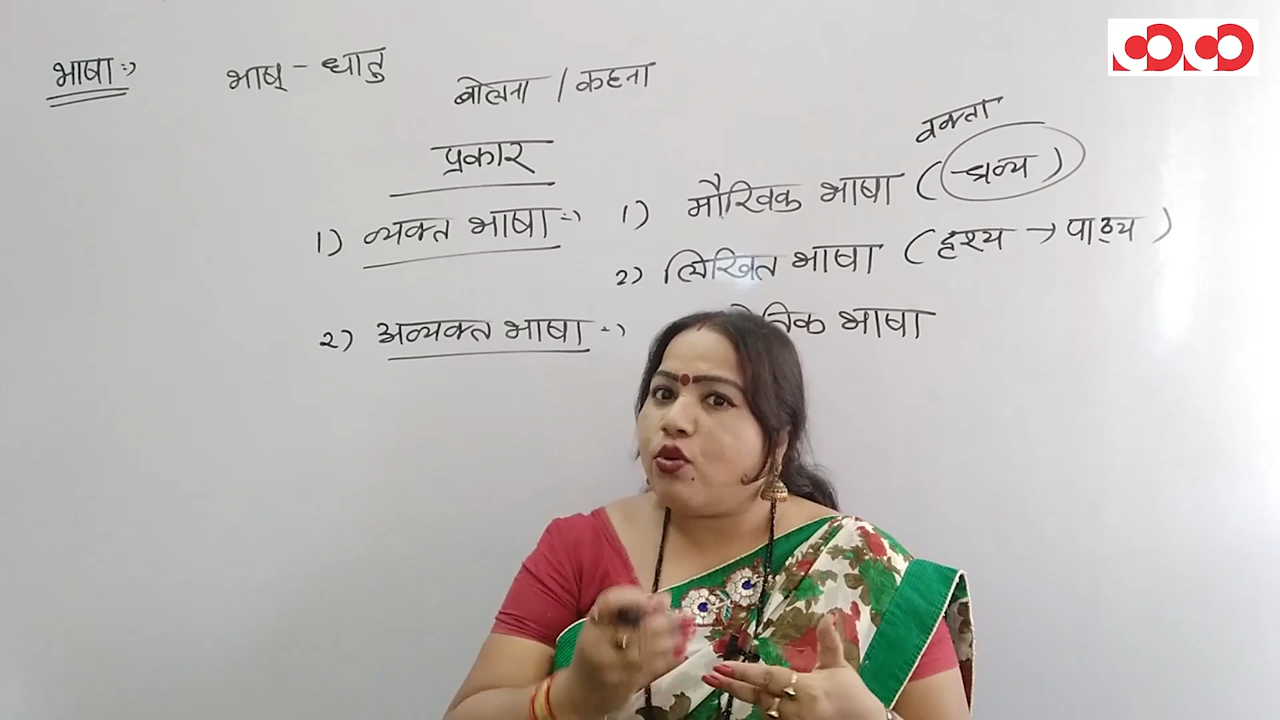 भाषा :→ भाष् - धातु बोलना / कहना
प्रकार
वक्ता
1) व्यक्त भाषा :→ 1) मौखिक भाषा (श्रव्य)
2) लिखित भाषा (दृश्य → पाठ्य)
2) अव्यक्त भाषा :→ भाषा